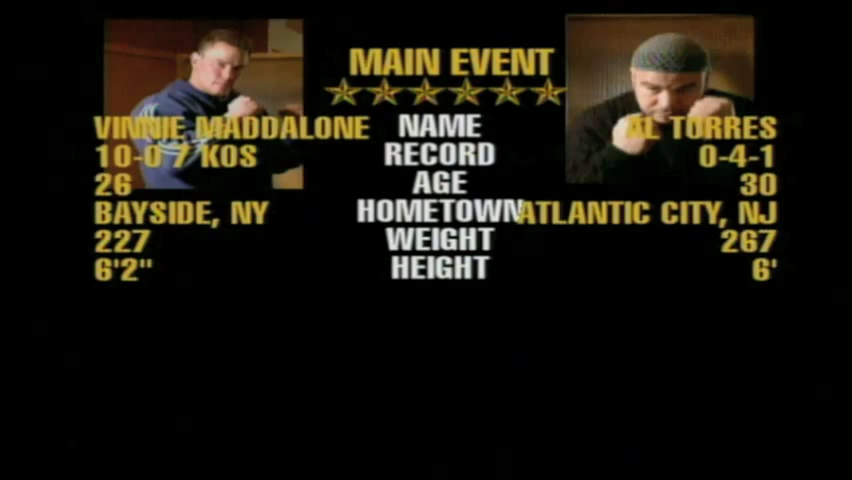 MAIN EVENT
VINNIE MADDALONE NAME AL TORRES
10-0 7 KOS RECORD 0-4-1
26 AGE 30
BAYSIDE, NY HOMETOWN ATLANTIC CITY, NJ
227 WEIGHT 267
6'2" HEIGHT 6'